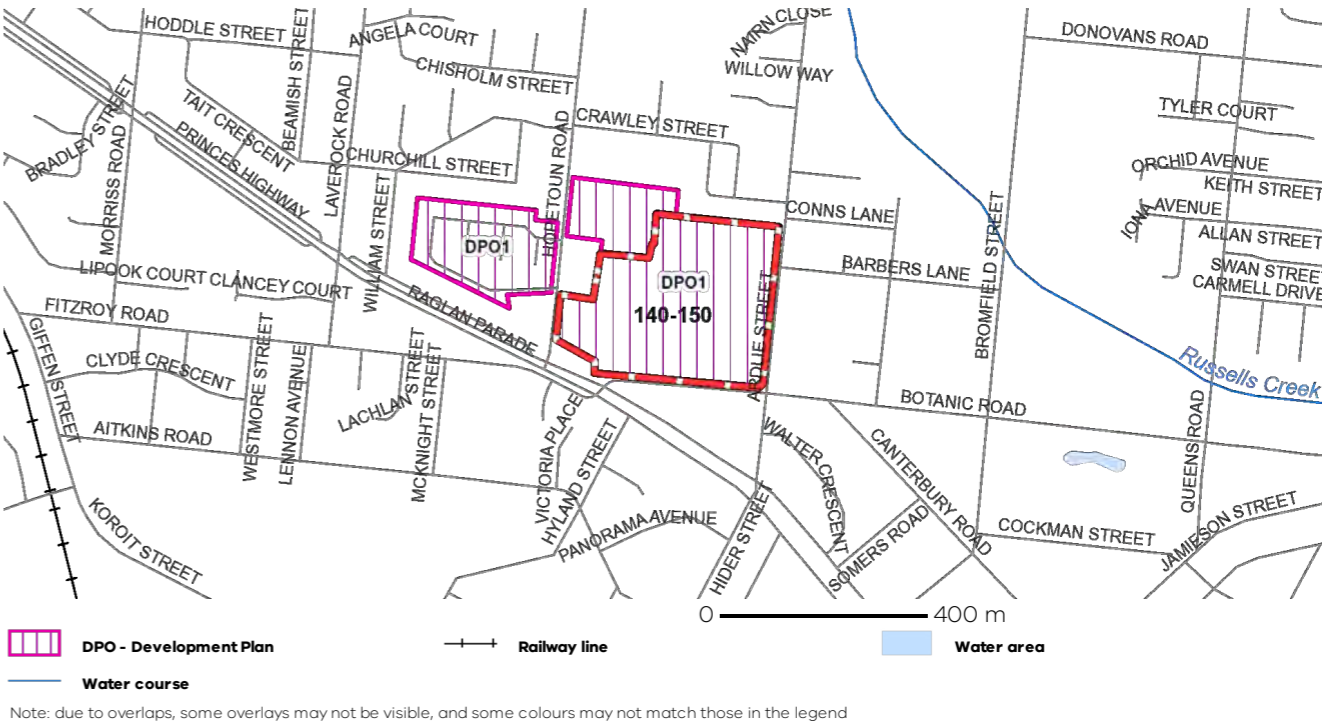 HODDLE STREET
BEAMISH STREET
ANGELA COURT
CHISHOLM STREET
NAIRN CLOSE
WILLOW WAY
DONOVANS ROAD
TYLER COURT
BRADLEY STREET
MORRISS ROAD
TAIT CRESCENT
PRINCES HIGHWAY
LAVEROCK ROAD
CHURCHILL STREET
CRAWLEY STREET
HOPETOUN ROAD
WILLIAM STREET
DPO1
DPO1
140-150
CONNS LANE
BARBERS LANE
ARDLIE STREET
BROMFIELD STREET
ORCHID AVENUE
KEITH STREET
IONA AVENUE
ALLAN STREET
SWAN STREET
CARMELL DRIVE
LIPOOK COURT
CLANCEY COURT
FITZROY ROAD
RAGLAN PARADE
GIFFEN STREET
CLYDE CRESCENT
WESTMORE STREET
LENNON AVENUE
LACHLAN STREET
MCKNIGHT STREET
AITKINS ROAD
VICTORIA PLACE
HYLAND STREET
PANORAMA AVENUE
HIDER STREET
WALTER CRESCENT
CANTERBURY ROAD
SOMERS ROAD
BOTANIC ROAD
Russells Creek
QUEENS ROAD
COCKMAN STREET
JAMIESON STREET
KOROIT STREET
0 400 m
DPO - Development Plan
Railway line
Water area
Water course
Note: due to overlaps, some overlays may not be visible, and some colours may not match those in the legend